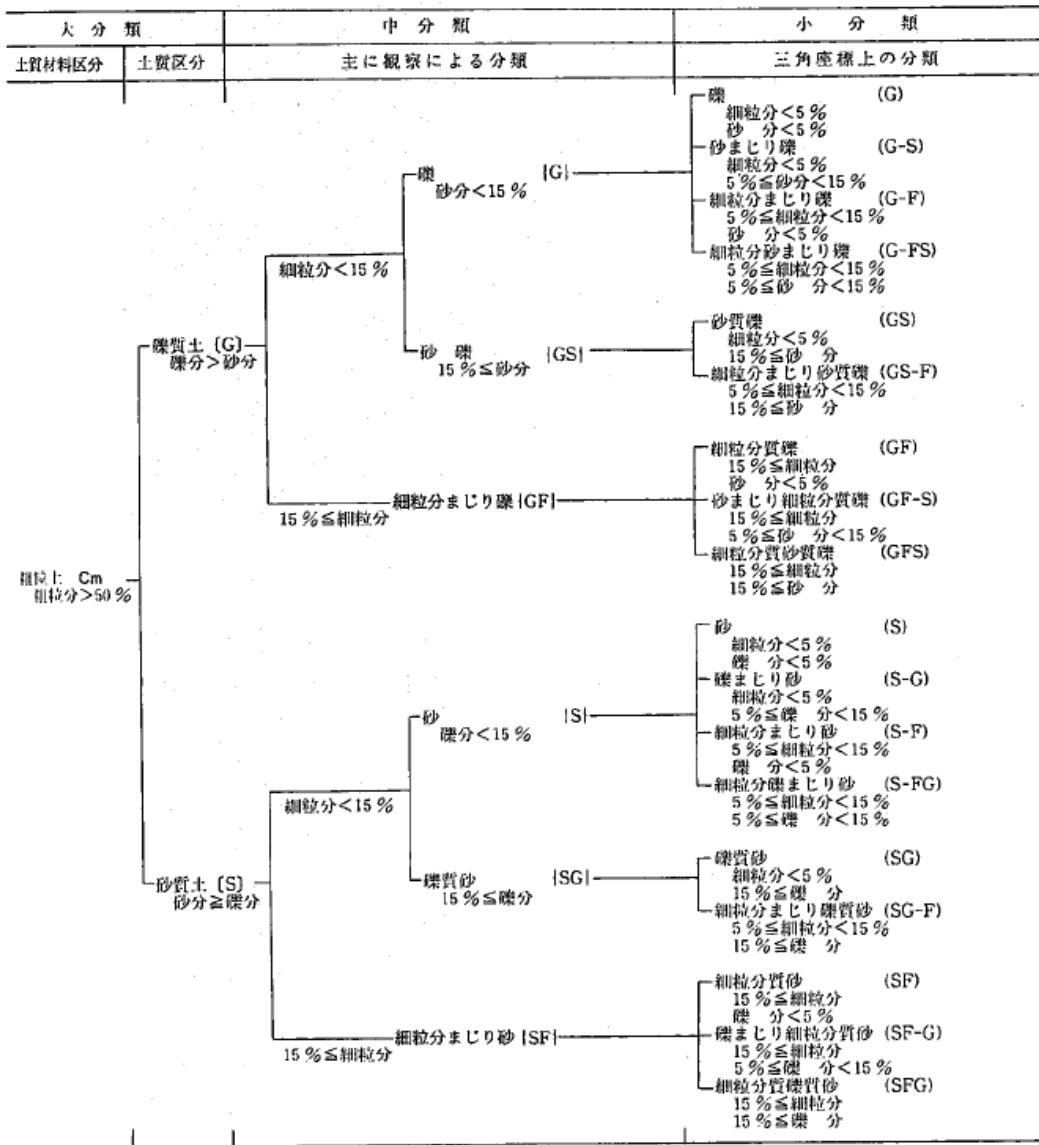 大 分 類 中 分 類 小 分 類
土質材料区分 土質区分 主に観察による分類 三角座標上の分類
礫 (G)
細粒分<5 %
砂 分<5 %
砂まじり礫 (G-S)
細粒分<5 %
5 %≦砂分<15 %
細粒分まじり礫 (G-F)
5 %≦細粒分<15 %
砂 分<5 %
細粒分砂まじり礫 (G-FS)
5 %≦細粒分<15 %
5 %≦砂 分<15 %
礫 {G}
砂分<15 %
細粒分<15 %
砂質礫 (GS)
細粒分<5 %
15 %≦砂 分
細粒分まじり砂質礫 (GS-F)
5 %≦細粒分<15 %
15 %≦砂 分
砂 礫 {GS}
15 %≦砂分
礫質土 〔G〕
礫分>砂分
細粒分質礫 (GF)
15 %≦細粒分
砂 分<5 %
砂まじり細粒分質礫 (GF-S)
15 %≦細粒分
5 %≦砂 分<15 %
細粒分質砂質礫 (GFS)
15 %≦細粒分
15 %≦砂 分
細粒分まじり礫 {GF}
15 %≦細粒分
粗粒土 Cm
粗粒分>50 %
砂 (S)
細粒分<5 %
礫 分<5 %
礫まじり砂 (S-G)
細粒分<5 %
5 %≦礫 分<15 %
細粒分まじり砂 (S-F)
5 %≦細粒分<15 %
礫 分<5 %
細粒分礫まじり砂 (S-FG)
5 %≦細粒分<15 %
5 %≦礫 分<15 %
砂 {S}
礫分<15 %
細粒分<15 %
礫質砂 (SG)
細粒分<5 %
15 %≦礫 分
細粒分まじり礫質砂 (SG-F)
5 %≦細粒分<15 %
15 %≦礫 分
礫質砂 {SG}
15 %≦礫分
砂質土 〔S〕
砂分≧礫分
細粒分質砂 (SF)
15 %≦細粒分
礫 分<5 %
礫まじり細粒分質砂 (SF-G)
15 %≦細粒分
5 %≦礫 分<15 %
細粒分質礫質砂 (SFG)
15 %≦細粒分
15 %≦礫 分
細粒分まじり砂 {SF}
15 %≦細粒分